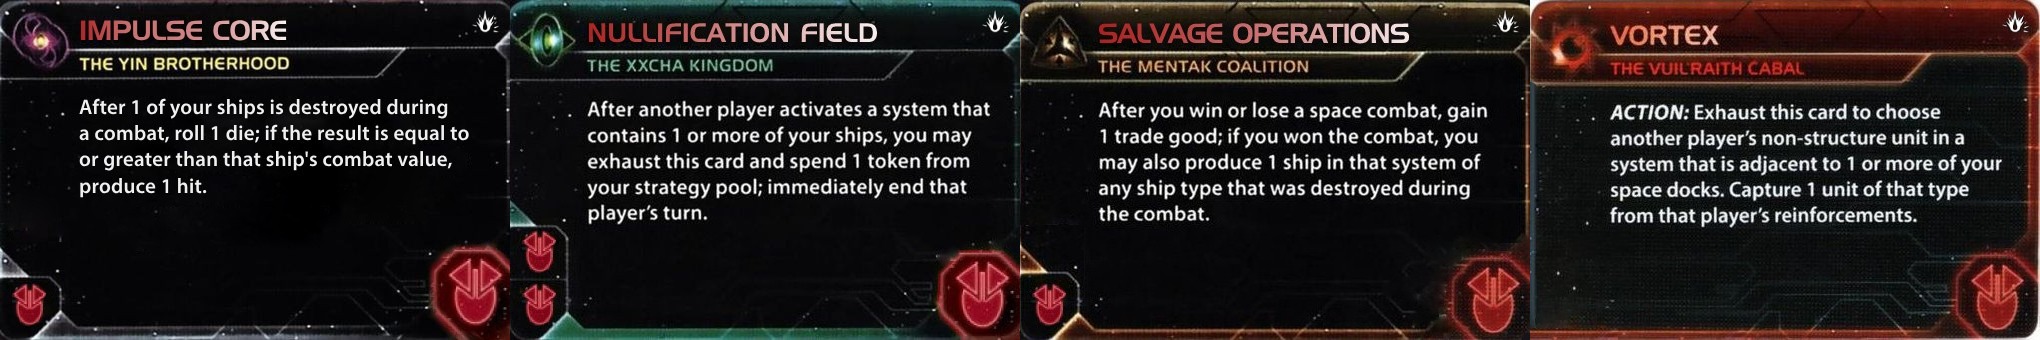 IMPULSE CORE
THE YIN BROTHERHOOD
After 1 of your ships is destroyed during
a combat, roll 1 die; if the result is equal to
or greater than that ship's combat value,
produce 1 hit.
NULLIFICATION FIELD
THE XXCHA KINGDOM
After another player activates a system that
contains 1 or more of your ships, you may
exhaust this card and spend 1 token from
your strategy pool; immediately end that
player's turn.
SALVAGE OPERATIONS
THE MENTAK COALITION
After you win or lose a space combat, gain
1 trade good; if you won the combat, you
may also produce 1 ship in that system of
any ship type that was destroyed during
the combat.
VORTEX
THE VUIL'RAITH CABAL
ACTION: Exhaust this card to choose
another player's non-structure unit in a
system that is adjacent to 1 or more of your
space docks. Capture 1 unit of that type
from that player's reinforcements.